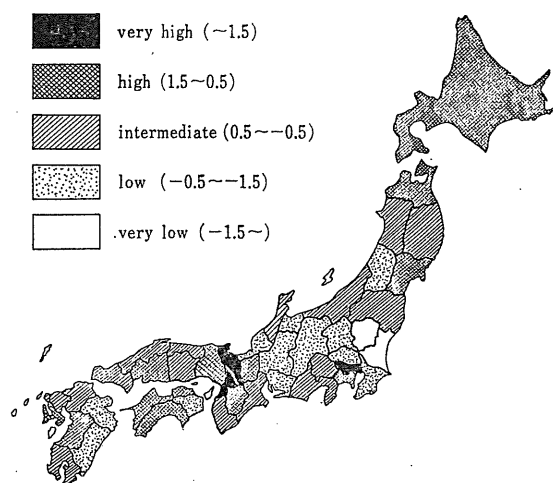 very high (~1.5)
high (1.5~0.5)
intermediate (0.5~-0.5)
low (-0.5~-1.5)
very low (-1.5~)